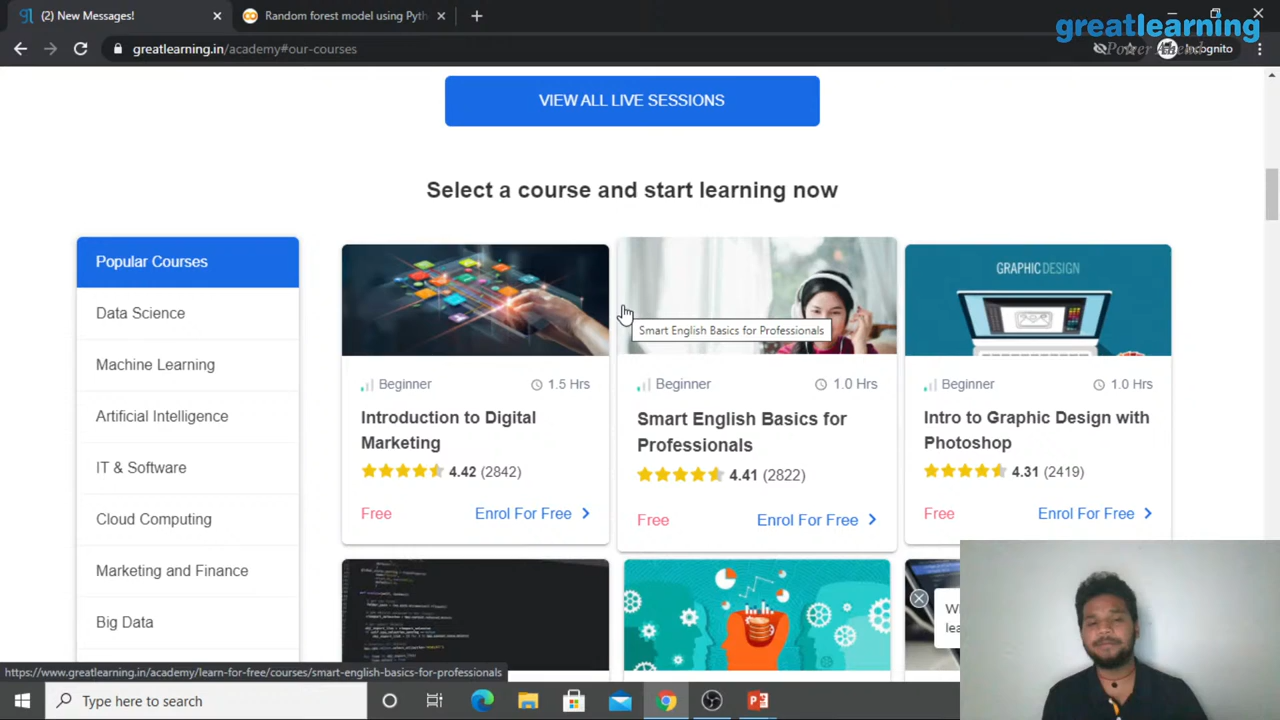 (2) New Messages!
Random forest model using Pyth
greatlearning
Power Ahead
greatlearning.in/academy#our-courses
Incognito
VIEW ALL LIVE SESSIONS
Select a course and start learning now
Popular Courses
Data Science
Machine Learning
Artificial Intelligence
IT & Software
Cloud Computing
Marketing and Finance
Big Data
GRAPHIC DESIGN
Smart English Basics for Professionals
Beginner
1.5 Hrs
Introduction to Digital
Marketing
4.42 (2842)
Free
Enrol For Free
Beginner
1.0 Hrs
Smart English Basics for
Professionals
4.41 (2822)
Free
Enrol For Free
Beginner
1.0 Hrs
Intro to Graphic Design with
Photoshop
4.31 (2419)
Free
Enrol For Free
https://www.greatlearning.in/academy/learn-for-free/courses/smart-english-basics-for-professionals
Type here to search